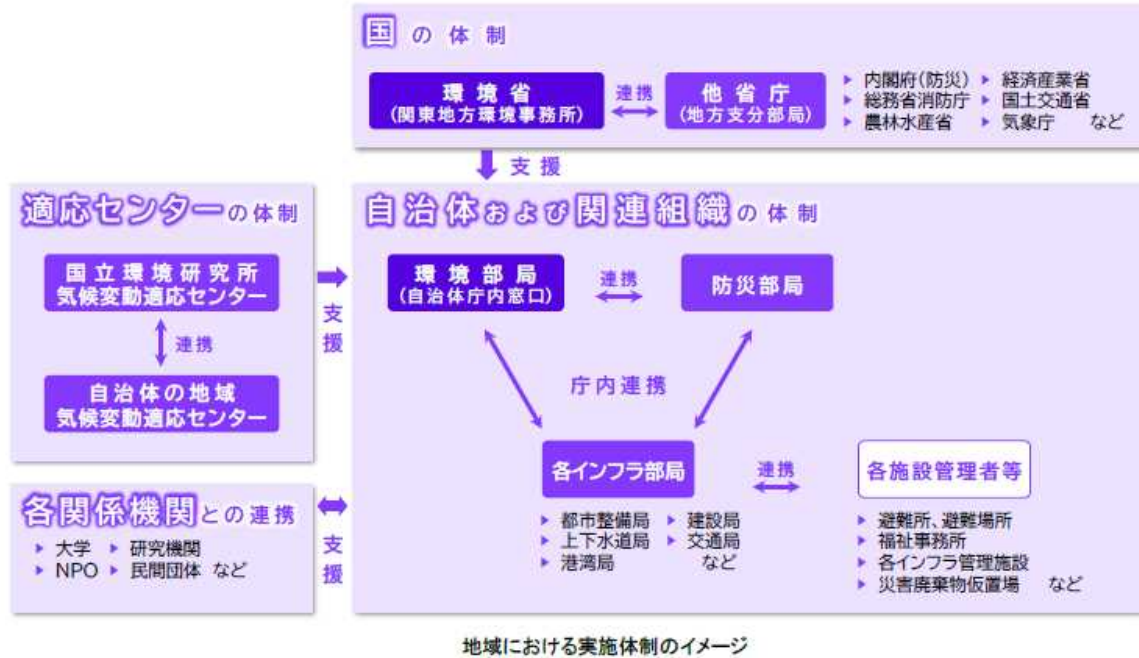 国の体制
環境省
(関東地方環境事務所)
連携
他省庁
(地方支分部局)
▶ 内閣府(防災) ▶ 経済産業省
▶ 総務省消防庁 ▶ 国土交通省
▶ 農林水産省 ▶ 気象庁 など
支援
適応センターの体制
国立環境研究所
気候変動適応センター
連携
自治体の地域
気候変動適応センター
支援
自治体および関連組織の体制
環境部局
(自治体庁内窓口)
連携
防災部局
庁内連携
各インフラ部局
▶ 都市整備局 ▶ 建設局
▶ 上下水道局 ▶ 交通局
▶ 港湾局 など
連携
各施設管理者等
▶ 避難所、避難場所
▶ 福祉事務所
▶ 各インフラ管理施設
▶ 災害廃棄物仮置場 など
各関係機関との連携
▶ 大学 ▶ 研究機関
▶ NPO ▶ 民間団体 など
支援
地域における実施体制のイメージ